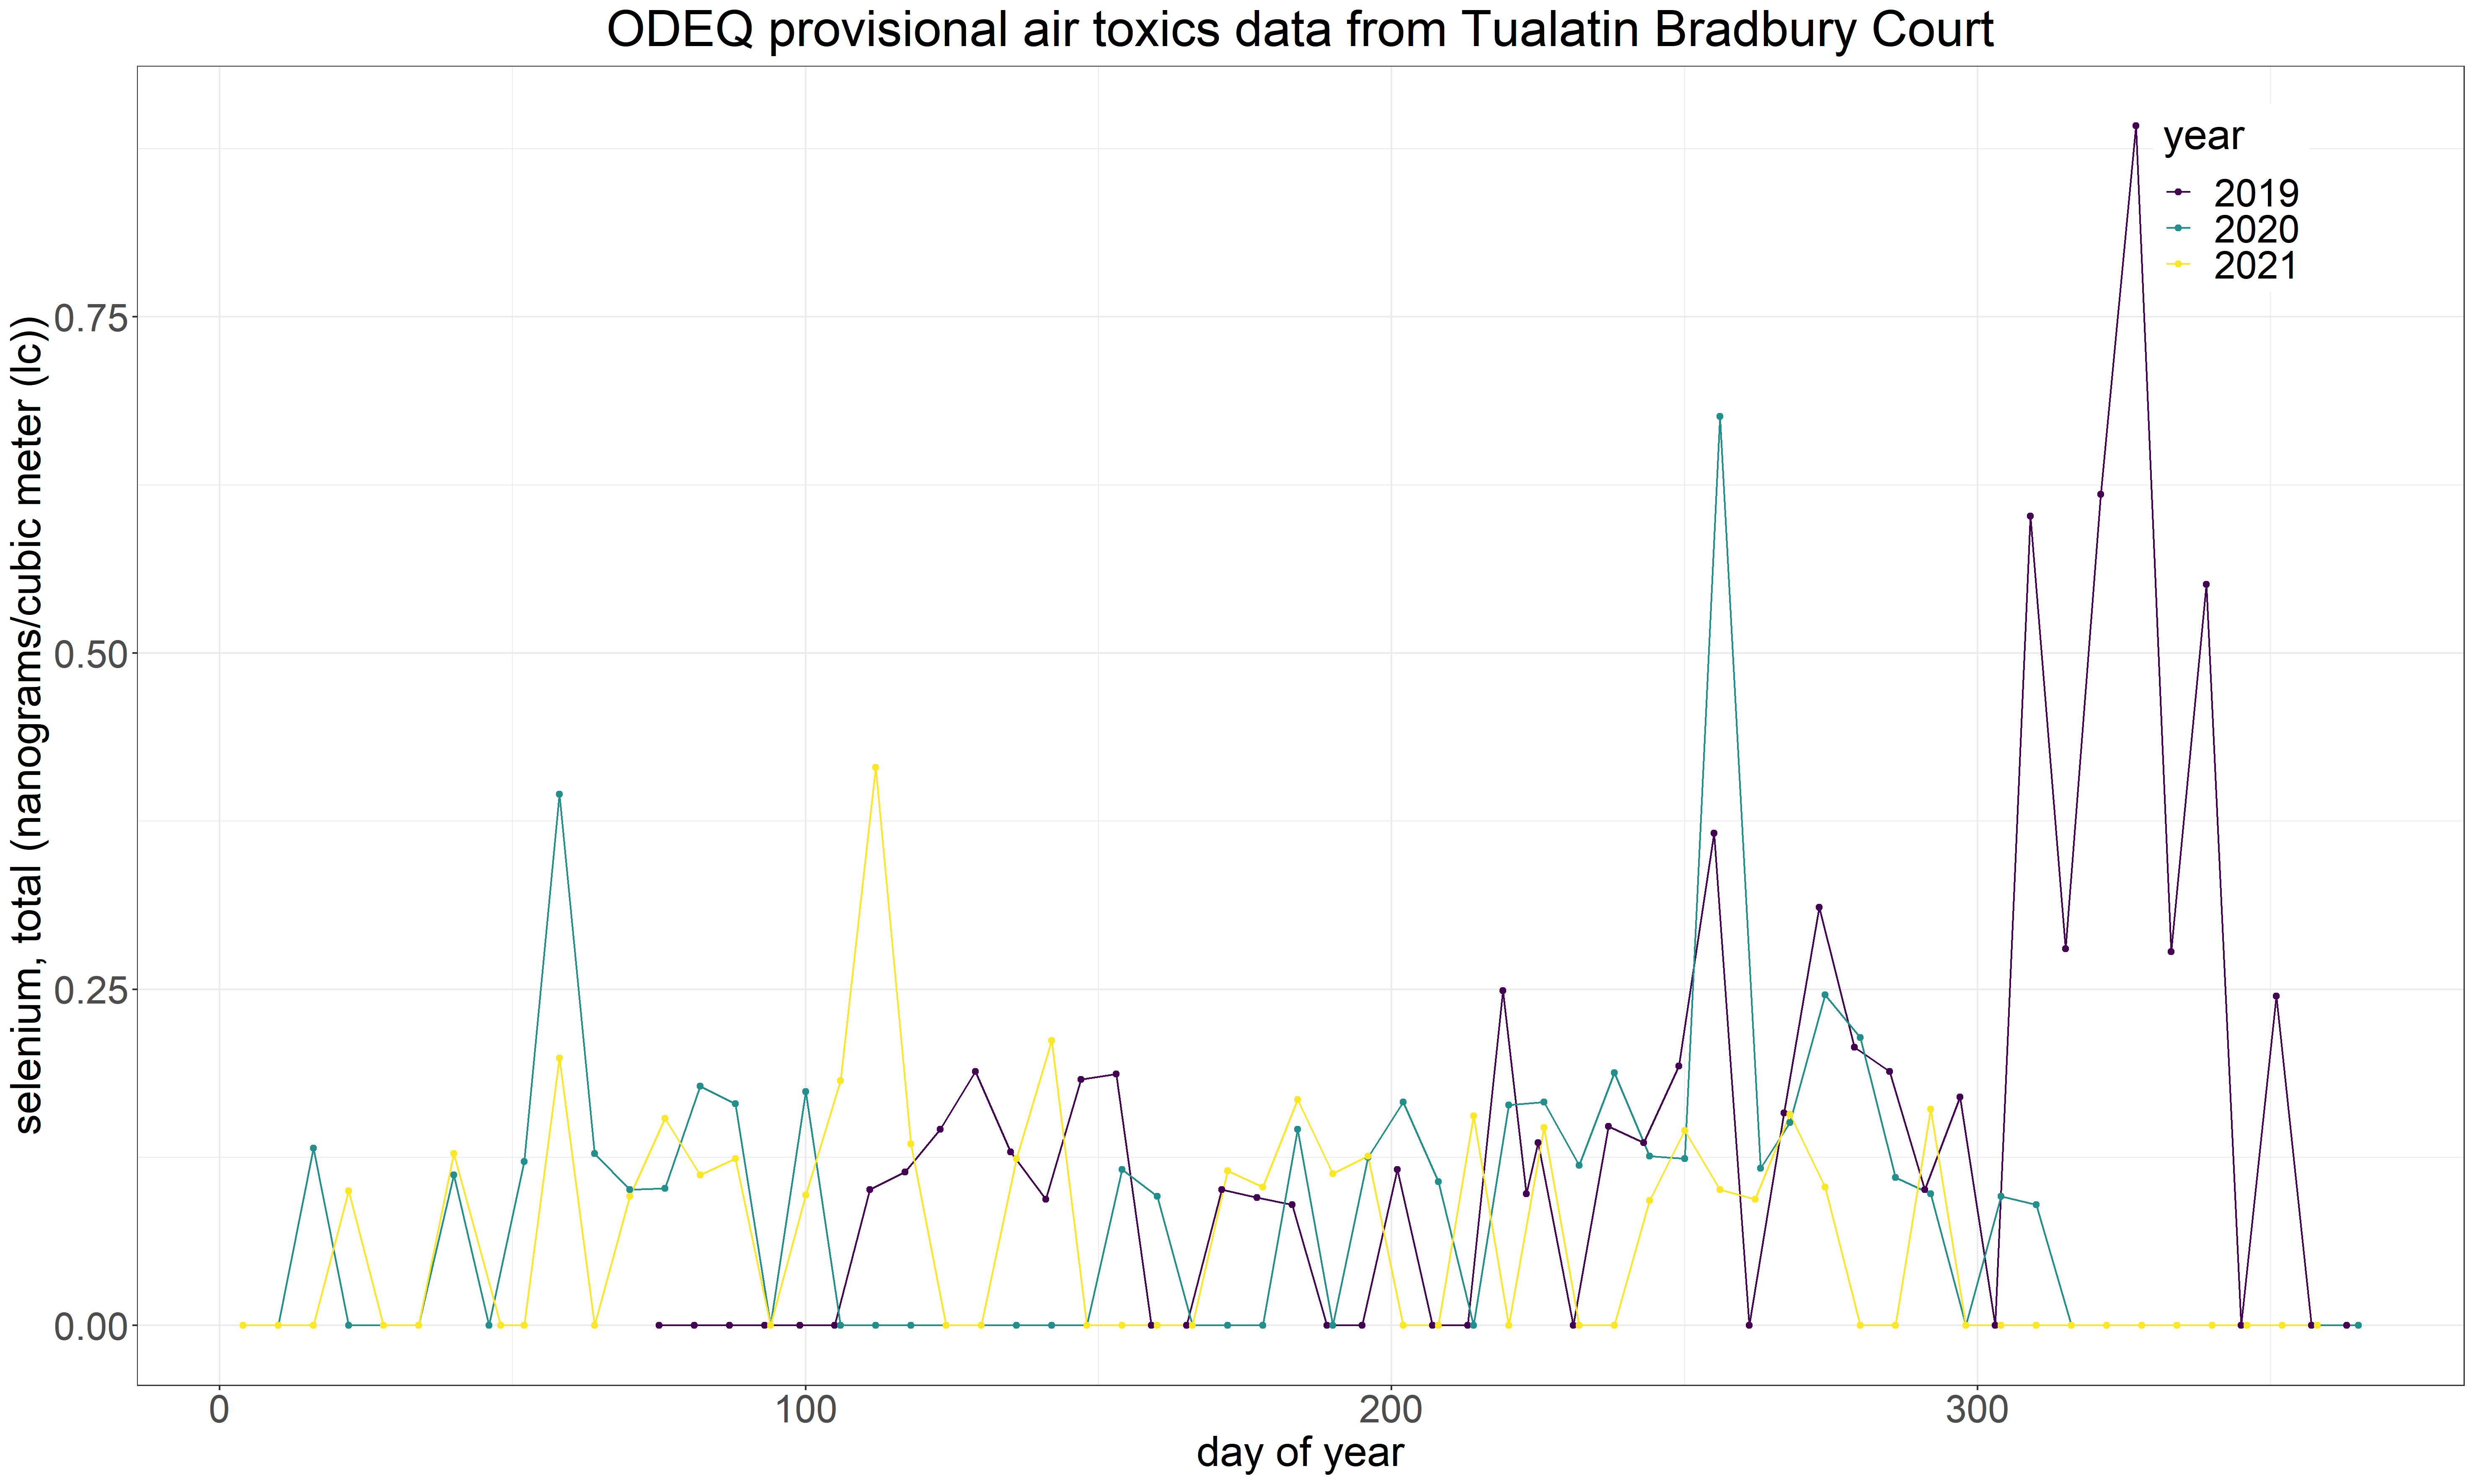 ODEQ provisional air toxics data from Tualatin Bradbury Court
selenium, total (nanograms/cubic meter (lc))
0.75
0.50
0.25
0.00
year
2019
2020
2021
0 100 200 300
day of year